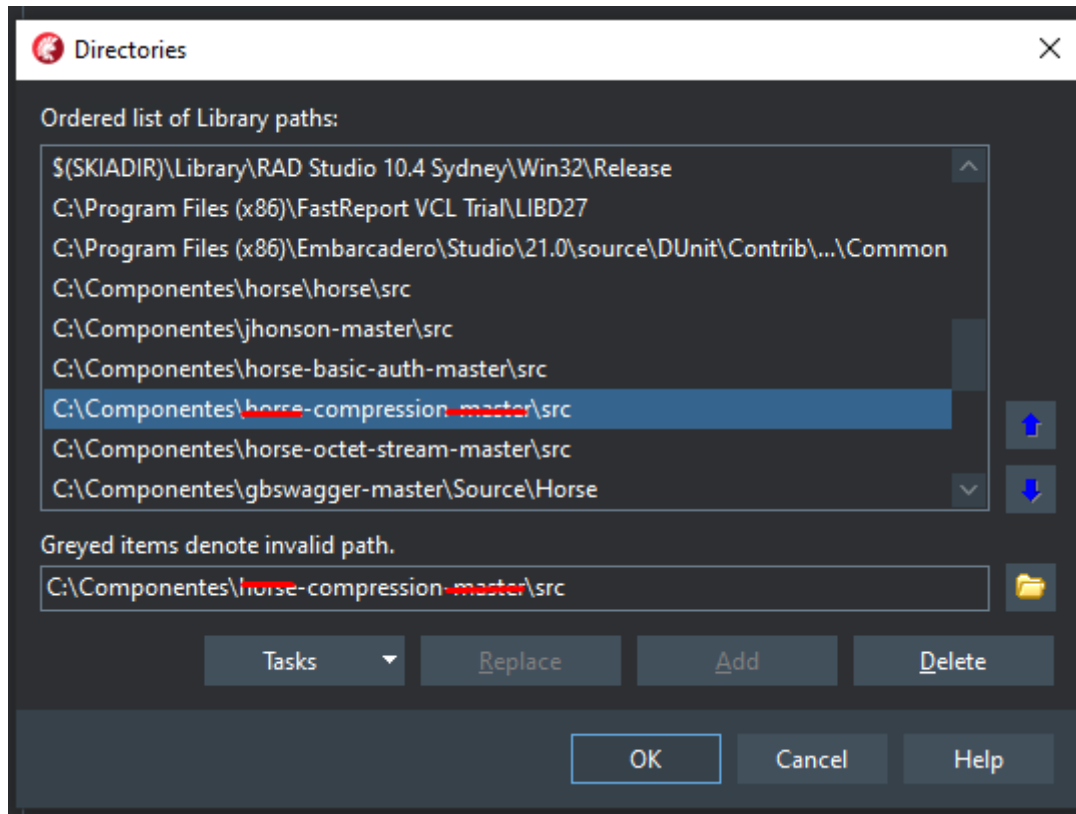 Directories
Ordered list of Library paths:
$(SKIADIR)\Library\RAD Studio 10.4 Sydney\Win32\Release
C:\Program Files (x86)\FastReport VCL Trial\LIBD27
C:\Program Files (x86)\Embarcadero\Studio\21.0\source\DUnit\Contrib\...\Common
C:\Componentes\horse\horse\src
C:\Componentes\jhonson-master\src
C:\Componentes\horse-basic-auth-master\src
C:\Componentes\horse-compression-master\src
C:\Componentes\horse-octet-stream-master\src
C:\Componentes\gbswagger-master\Source\Horse
Greyed items denote invalid path.
C:\Componentes\horse-compression-master\src
Tasks Replace Add Delete
OK Cancel Help